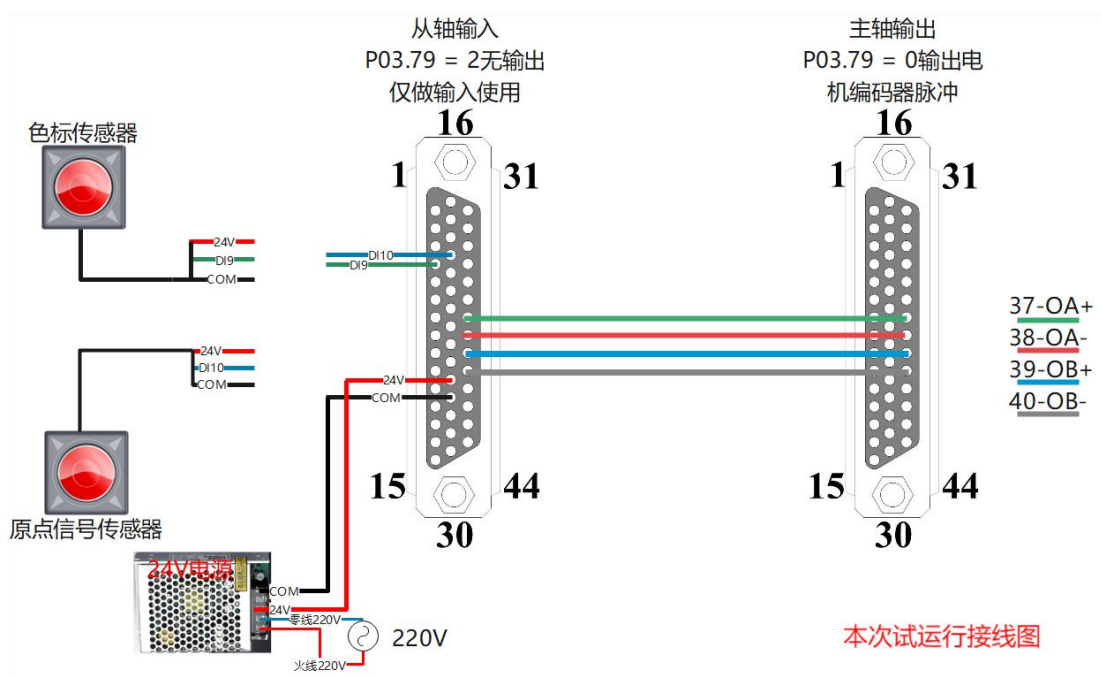 从轴输入
P03.79 = 2无输出
仅做输入使用
16
1
31
15
44
30
主轴输出
P03.79 = 0输出电
机编码器脉冲
16
1
31
15
44
30
色标传感器
24V
DI9
COM
DI10
DI9
24V
DI10
COM
原点信号传感器
24V
COM
37-OA+
38-OA-
39-OB+
40-OB-
24V电源
COM
24V
零线220V
火线220V
220V
本次试运行接线图